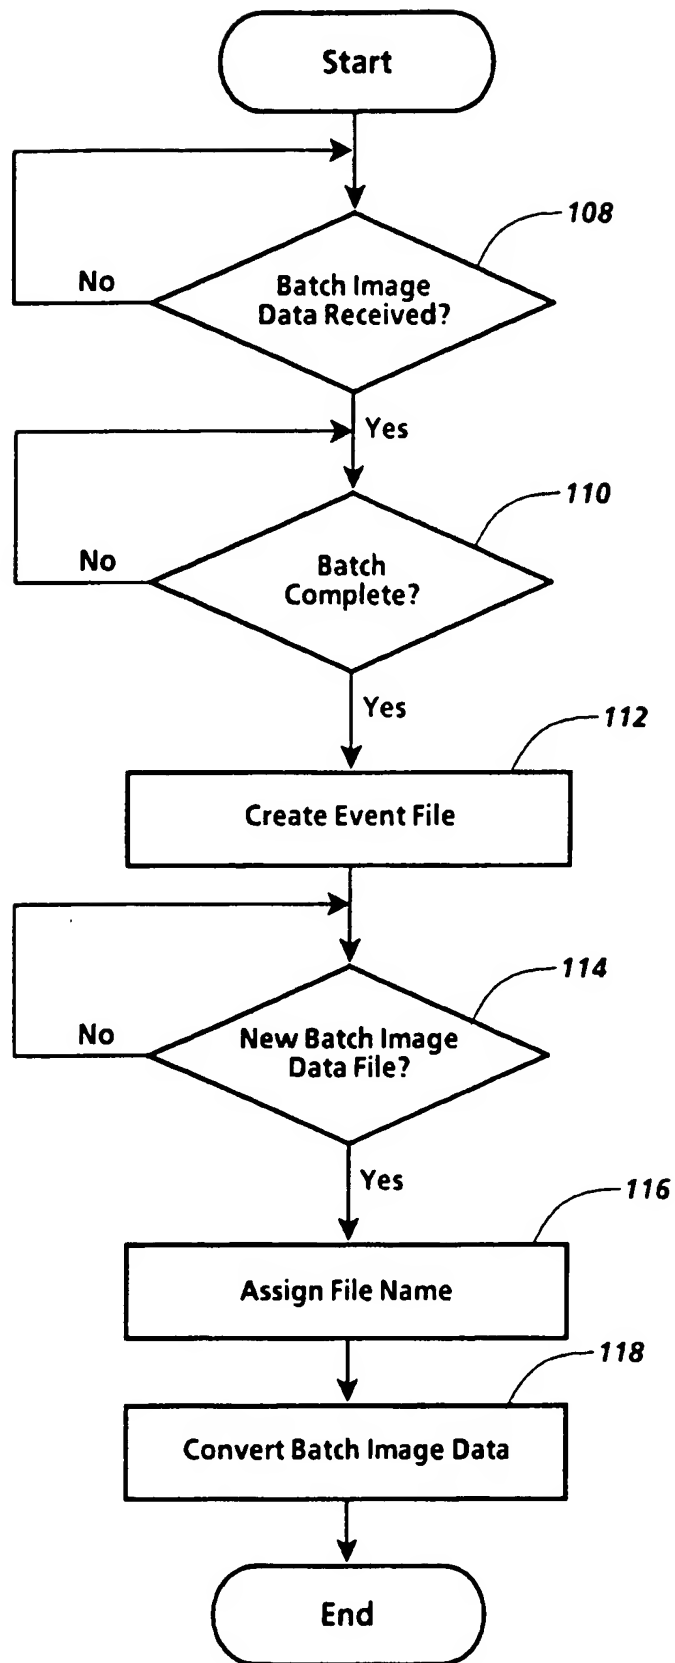 Start
108
Batch Image
Data Received?
No
Yes
110
Batch
Complete?
No
Yes
112
Create Event File
114
New Batch Image
Data File?
No
Yes
116
Assign File Name
118
Convert Batch Image Data
End